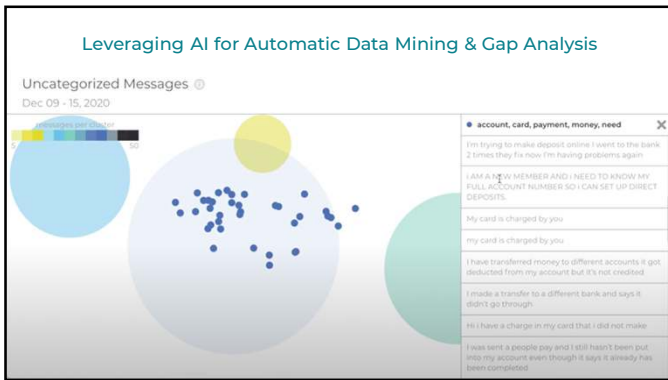 Leveraging AI for Automatic Data Mining & Gap Analysis
Uncategorized Messages
Dec 09 - 15, 2020
messages per cluster
5
50
account, card, payment, money, need
I'm trying to make deposit online I went to the bank
2 times they fix now I'm having problems again
I AM A NEW MEMBER AND I NEED TO KNOW MY
FULL ACCOUNT NUMBER SO I CAN SET UP DIRECT
DEPOSITS.
My card is charged by you
my card is charged by you
I have transferred money to different accounts it got
deducted from my account but it's not credited
I made a transfer to a different bank and says it
didn't go through
Hi i have a charge in my card that i did not make
I was sent a people pay and I still hasn't been put
into my account even though it says it already has
been completed